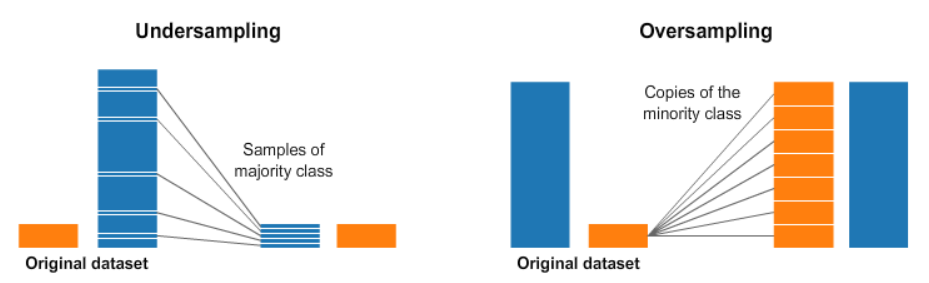 Undersampling
Samples of
majority class
Original dataset
Oversampling
Copies of the
minority class
Original dataset